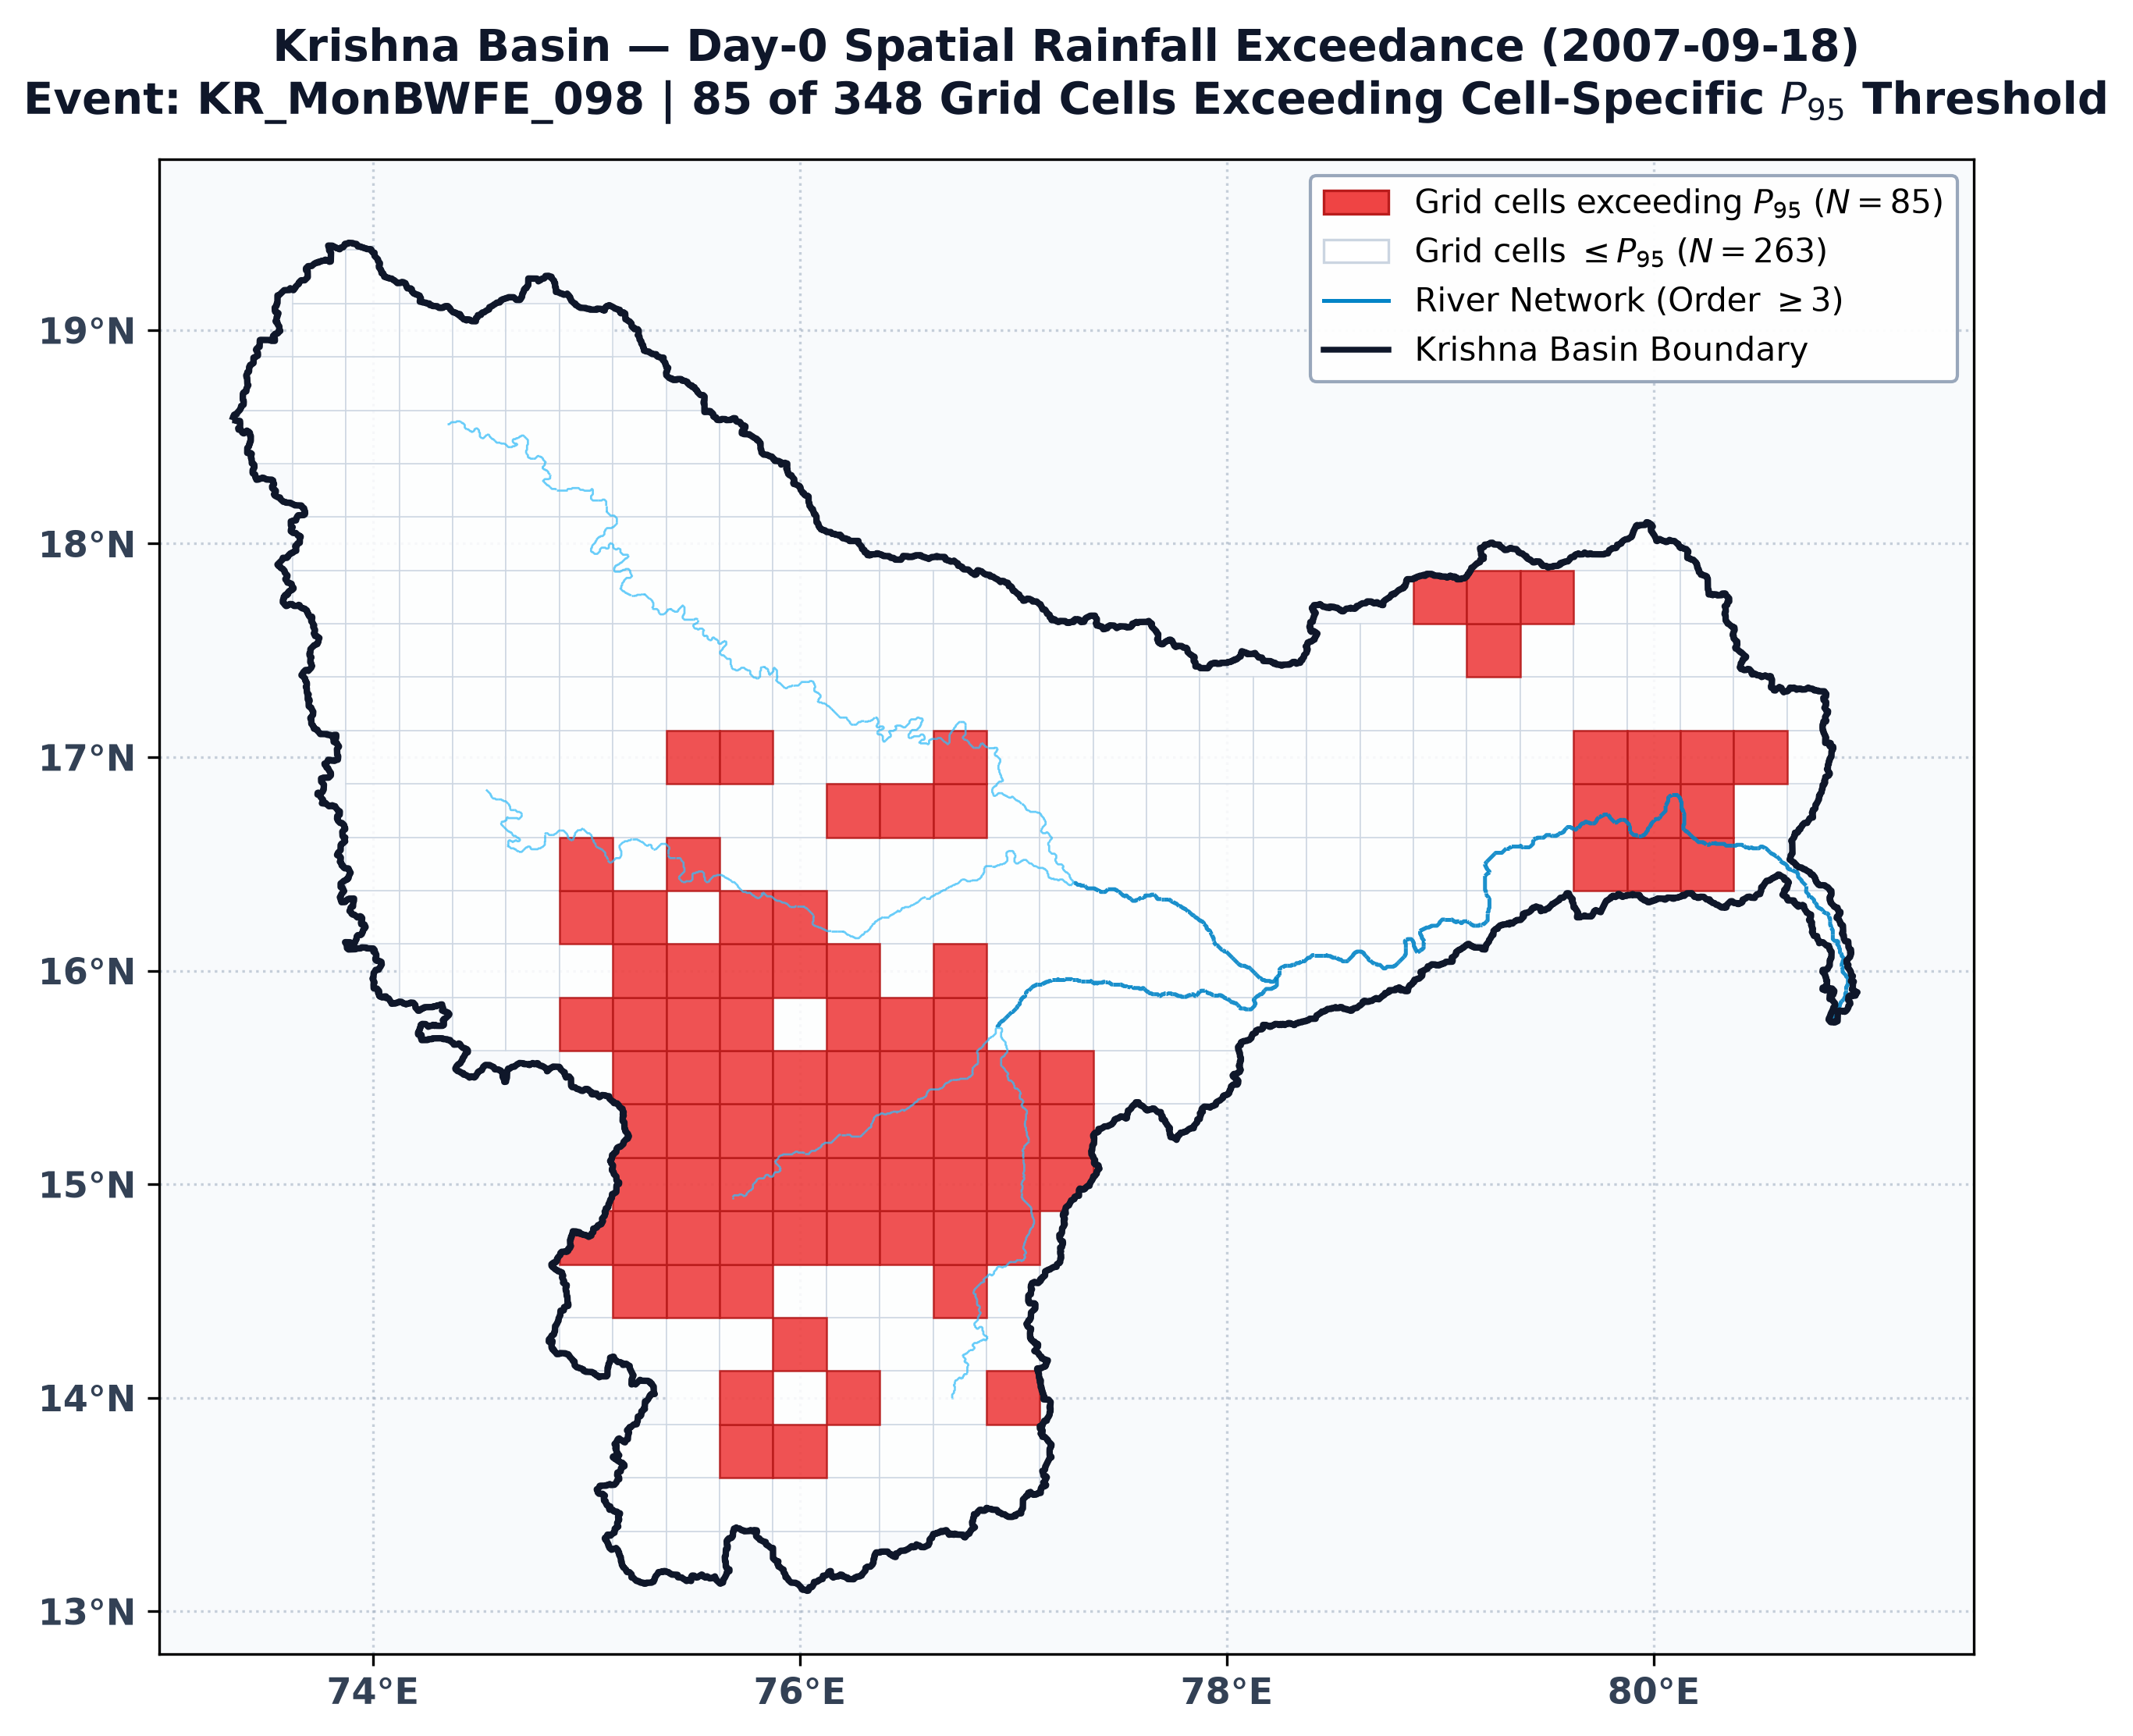 Krishna Basin — Day-0 Spatial Rainfall Exceedance (2007-09-18)
Event: KR_MonBWFE_098 | 85 of 348 Grid Cells Exceeding Cell-Specific P95 Threshold
Grid cells exceeding P95 (N = 85)
Grid cells ≤ P95 (N = 263)
River Network (Order ≥ 3)
Krishna Basin Boundary
19°N
18°N
17°N
16°N
15°N
14°N
13°N
74°E 76°E 78°E 80°E